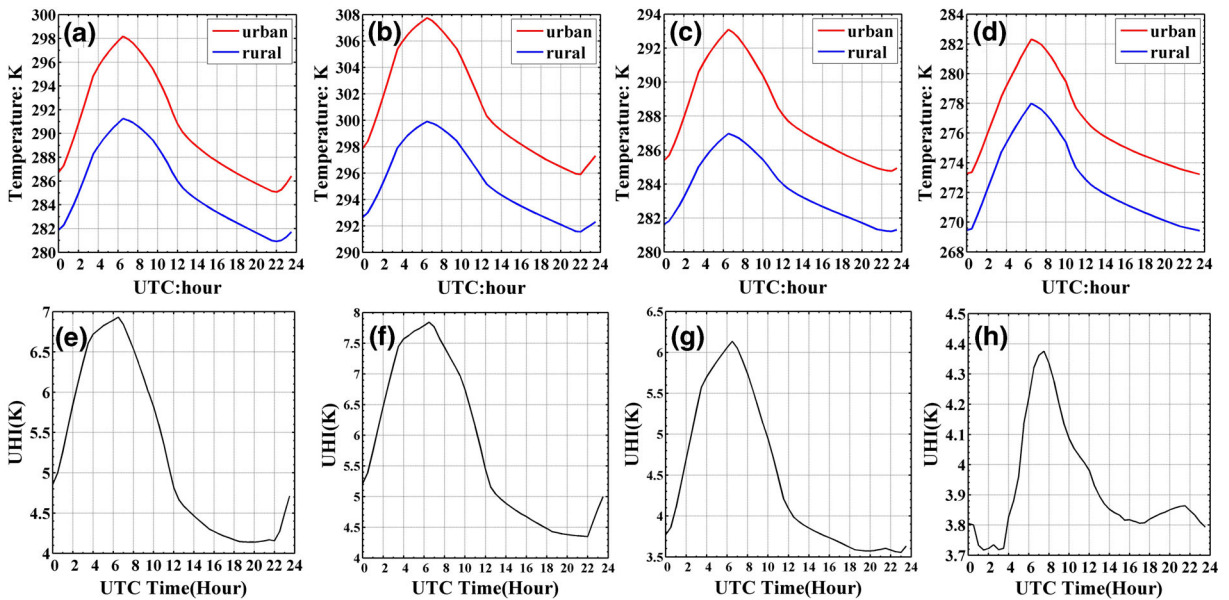 (a)
Temperature: K
300
298
296
294
292
290
288
286
284
282
280
urban
rural
0 2 4 6 8 10 12 14 16 18 20 22 24
UTC:hour
(b)
Temperature: K
308
306
304
302
300
298
296
294
292
290
urban
rural
0 2 4 6 8 10 12 14 16 18 20 22 24
UTC:hour
(c)
Temperature: K
294
292
290
288
286
284
282
280
urban
rural
0 2 4 6 8 10 12 14 16 18 20 22 24
UTC:hour
(d)
Temperature: K
284
282
280
278
276
274
272
270
268
urban
rural
0 2 4 6 8 10 12 14 16 18 20 22 24
UTC:hour
(e)
UHI(K)
7
6.5
6
5.5
5
4.5
4
0 2 4 6 8 10 12 14 16 18 20 22 24
UTC Time(Hour)
(f)
UHI(K)
8
7.5
7
6.5
6
5.5
5
4.5
4
0 2 4 6 8 10 12 14 16 18 20 22 24
UTC Time(Hour)
(g)
UHI(K)
6.5
6
5.5
5
4.5
4
3.5
0 2 4 6 8 10 12 14 16 18 20 22 24
UTC Time(Hour)
(h)
UHI(K)
4.5
4.4
4.3
4.2
4.1
4
3.9
3.8
3.7
0 2 4 6 8 10 12 14 16 18 20 22 24
UTC Time(Hour)